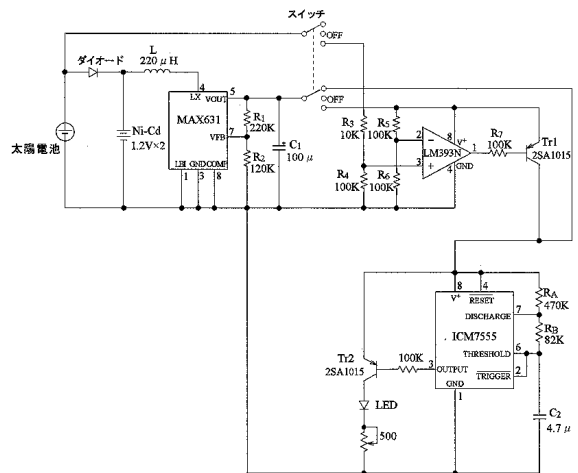 スイッチ
OFF
L
220μH
ダイオード
LX
4
VOUT
5
MAX631
VFB
7
LBI
GND
COMP
1
3
8
Ni-Cd
1.2V×2
太陽電池
R1
220K
R2
120K
C1
100μ
OFF
R3
10K
R4
100K
R5
100K
R6
100K
2
3
−
+
8
V+
LM393N
1
4
GND
R7
100K
Tr1
2SA1015
8
V+
4
RESET
DISCHARGE
7
ICM7555
THRESHOLD
6
TRIGGER
2
OUTPUT
3
GND
1
RA
470K
RB
82K
C2
4.7μ
Tr2
2SA1015
100K
LED
500